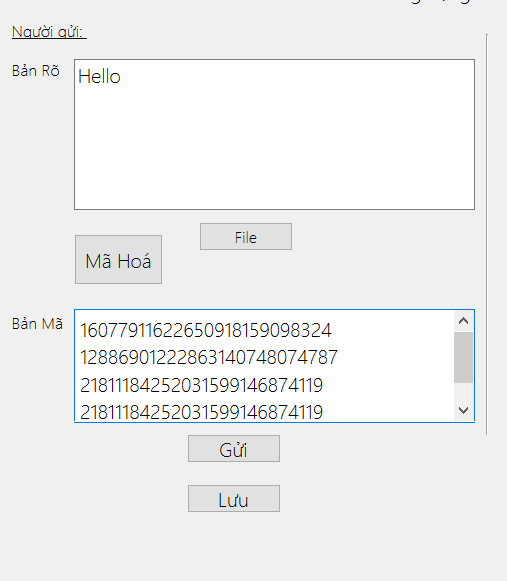 Người gửi:
Bản Rõ
Hello
File
Mã Hoá
Bản Mã
16077911622650918159098324
12886901222863140748074787
21811184252031599146874119
21811184252031599146874119
Gửi
Lưu